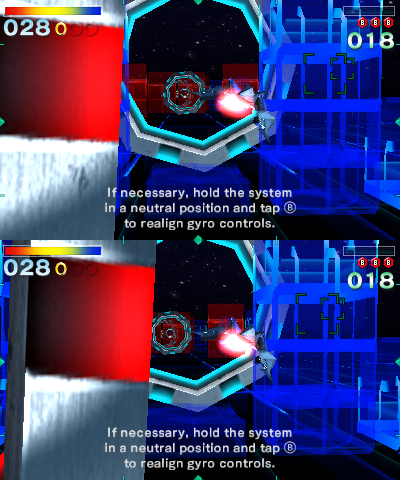 028
B B B
018
If necessary, hold the system
in a neutral position and tap Ⓑ
to realign gyro controls.
028
B B B
018
If necessary, hold the system
in a neutral position and tap Ⓑ
to realign gyro controls.